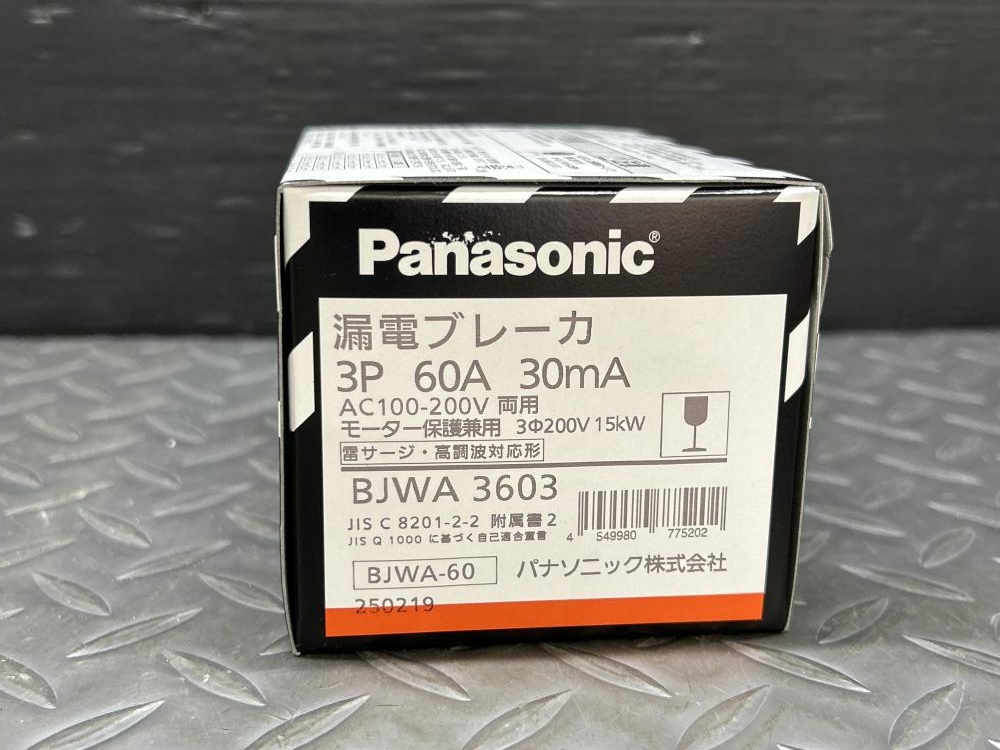 Panasonic®
漏電ブレーカ
3P 60A 30mA
AC100-200V 両用
モーター保護兼用 3Φ200V 15kW
雷サージ・高調波対応形
BJWA 3603
JIS C 8201-2-2 附属書2
JIS Q 1000 に基づく自己適合宣言
4 549980 775202
BJWA-60 パナソニック株式会社
250219